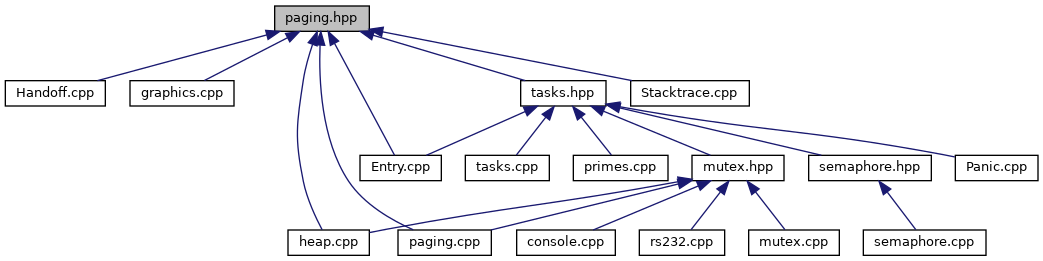 paging.hpp
Handoff.cpp
graphics.cpp
tasks.hpp
Stacktrace.cpp
Entry.cpp
tasks.cpp
primes.cpp
mutex.hpp
semaphore.hpp
Panic.cpp
heap.cpp
paging.cpp
console.cpp
rs232.cpp
mutex.cpp
semaphore.cpp